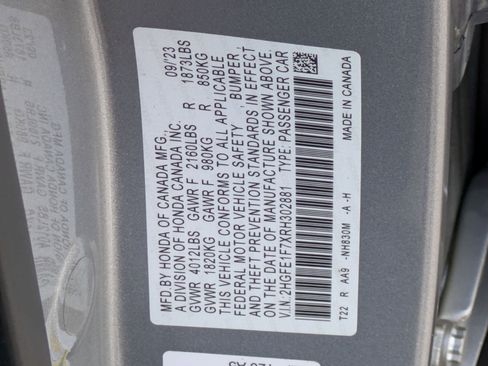 MFD BY HONDA OF CANADA MFG., 09/23
A DIVISION OF HONDA CANADA INC.
GVWR 4012LBS GAWR F 2160LBS R 1873LBS
GVWR 1820KG GAWR F 980KG R 850KG
THIS VEHICLE CONFORMS TO ALL APPLICABLE
FEDERAL MOTOR VEHICLE SAFETY , BUMPER,
AND THEFT PREVENTION STANDARDS IN EFFECT
ON THE DATE OF MANUFACTURE SHOWN ABOVE.
V.I.N: 2HGFE1F7XRH302881 TYPE: PASSENGER CAR
T22 R AA9 -NH830M -A -H MADE IN CANADA